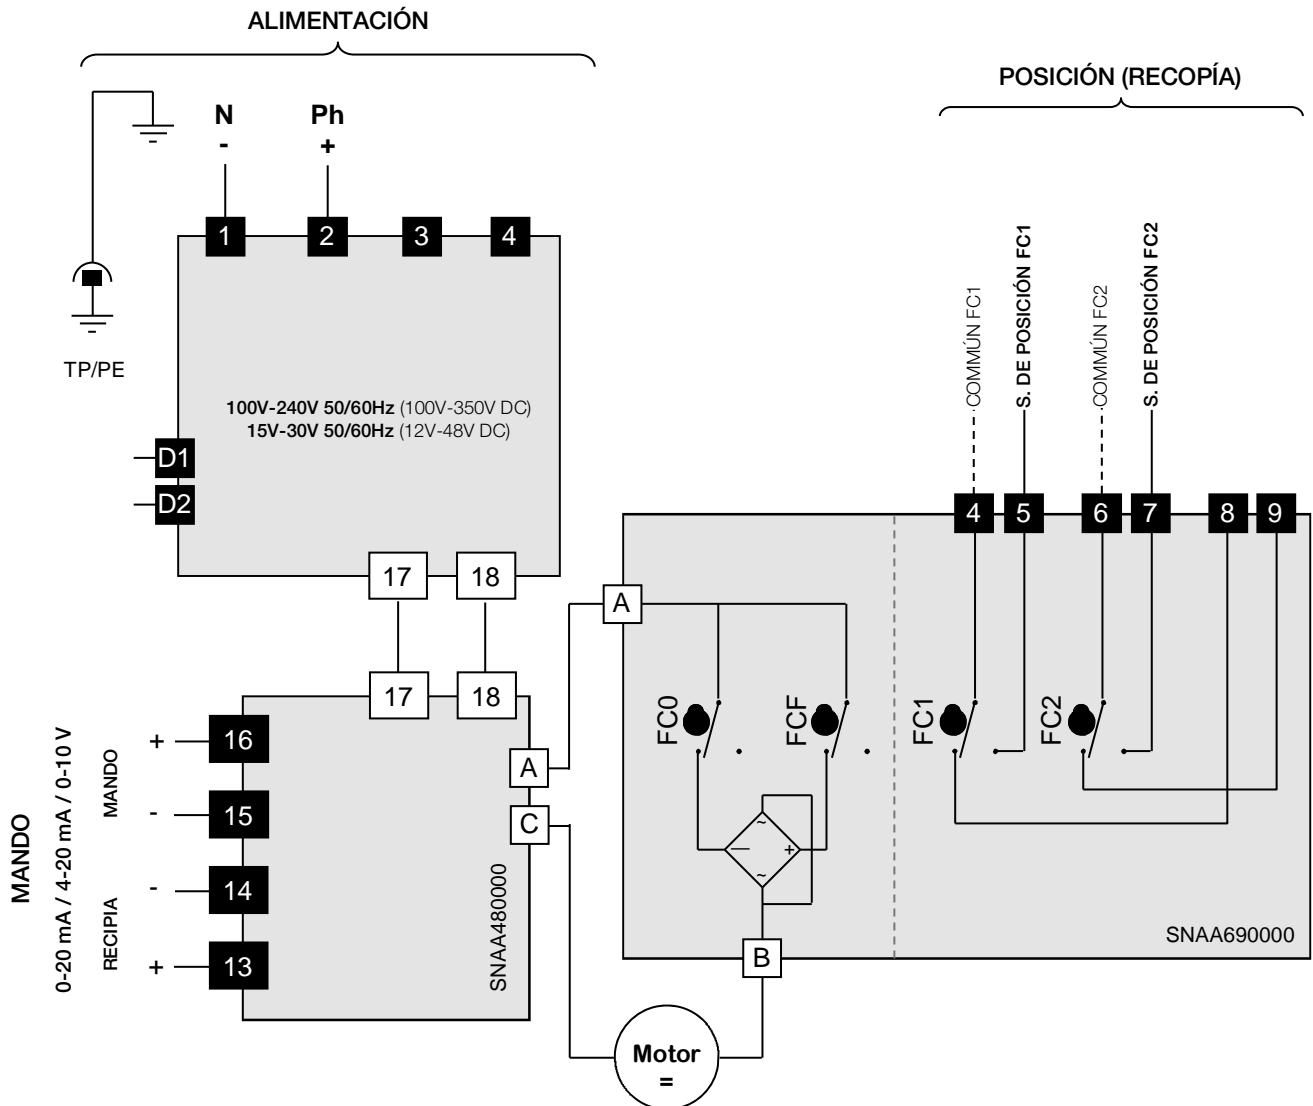 ALIMENTACIÓN
POSICIÓN (RECOPÍA)
N
-
Ph
+
1
2
3
4
TP/PE
COMMÚN FC1
S. DE POSICIÓN FC1
COMMÚN FC2
S. DE POSICIÓN FC2
100V-240V 50/60Hz (100V-350V DC)
15V-30V 50/60Hz (12V-48V DC)
D1
D2
4
5
6
7
8
9
17
18
A
17
18
FC0
FCF
FC1
FC2
MANDO
0-20 mA / 4-20 mA / 0-10 V
MANDO
RECIPIA
+
16
-
15
-
14
+
13
A
C
SNAA480000
~
—
+
~
SNAA690000
B
Motor
=